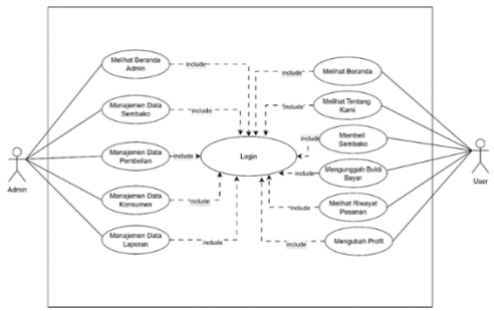 Melihat Beranda
Admin
include
Manajemen Data
Sembako
"include
Manajemen Data
Pembelian
include
Manajemen Data
Konsumen
"include
Manajemen Data
Laporan
include
Login
Admin
Melihat Beranda
include"
Melihat Tentang
Kami
"include"
Membeli
Sembako
include
Mengunggah Bukti
Bayar
include
Melihat Riwayat
Pesanan
"include
Mengubah Profil
include
User